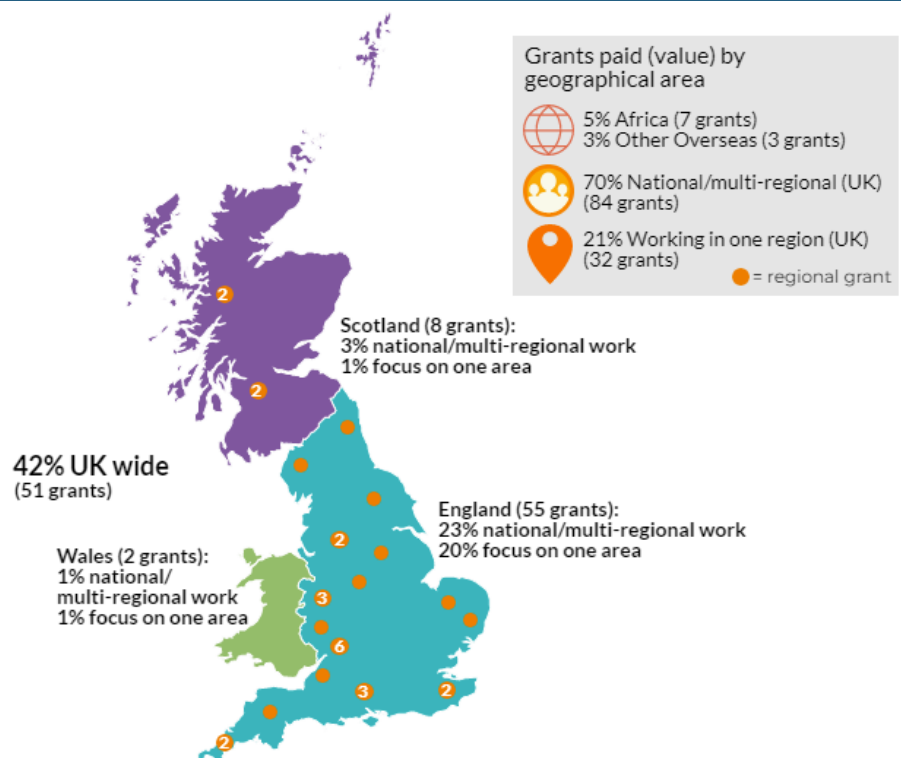 Grants paid (value) by
geographical area
5% Africa (7 grants)
3% Other Overseas (3 grants)
70% National/multi-regional (UK)
(84 grants)
21% Working in one region (UK)
(32 grants)
= regional grant
2
Scotland (8 grants):
3% national/multi-regional work
1% focus on one area
2
42% UK wide
(51 grants)
England (55 grants):
23% national/multi-regional work
20% focus on one area
2
Wales (2 grants):
1% national/
multi-regional work
1% focus on one area
3
6
3
2
2